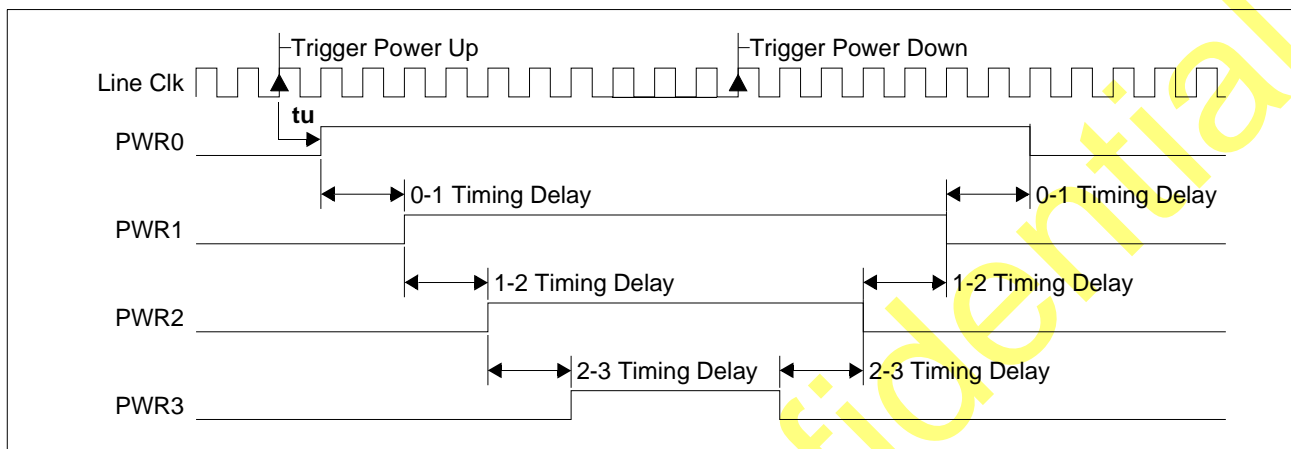 Trigger Power Up
Trigger Power Down
Line Clk
tu
PWR0
0-1 Timing Delay
0-1 Timing Delay
PWR1
1-2 Timing Delay
1-2 Timing Delay
PWR2
2-3 Timing Delay
2-3 Timing Delay
PWR3
fidential